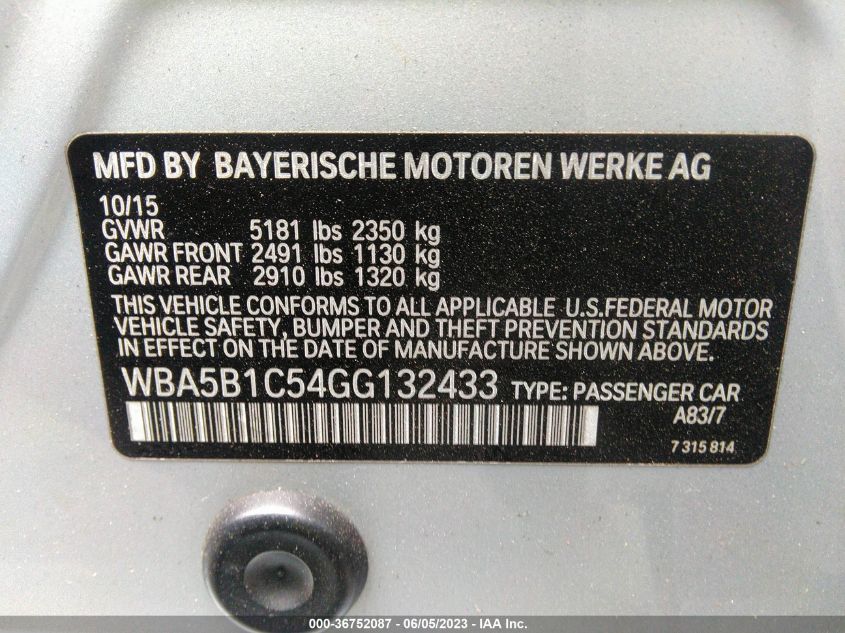 MFD BY BAYERISCHE MOTOREN WERKE AG
10/15
GVWR 5181 lbs 2350 kg
GAWR FRONT 2491 lbs 1130 kg
GAWR REAR 2910 lbs 1320 kg
THIS VEHICLE CONFORMS TO ALL APPLICABLE U.S.FEDERAL MOTOR
VEHICLE SAFETY, BUMPER AND THEFT PREVENTION STANDARDS
IN EFFECT ON THE DATE OF MANUFACTURE SHOWN ABOVE.
WBA5B1C54GG132433 TYPE: PASSENGER CAR
A83/7
7 315 814
000-36752087 - 06/05/2023 - IAA Inc.